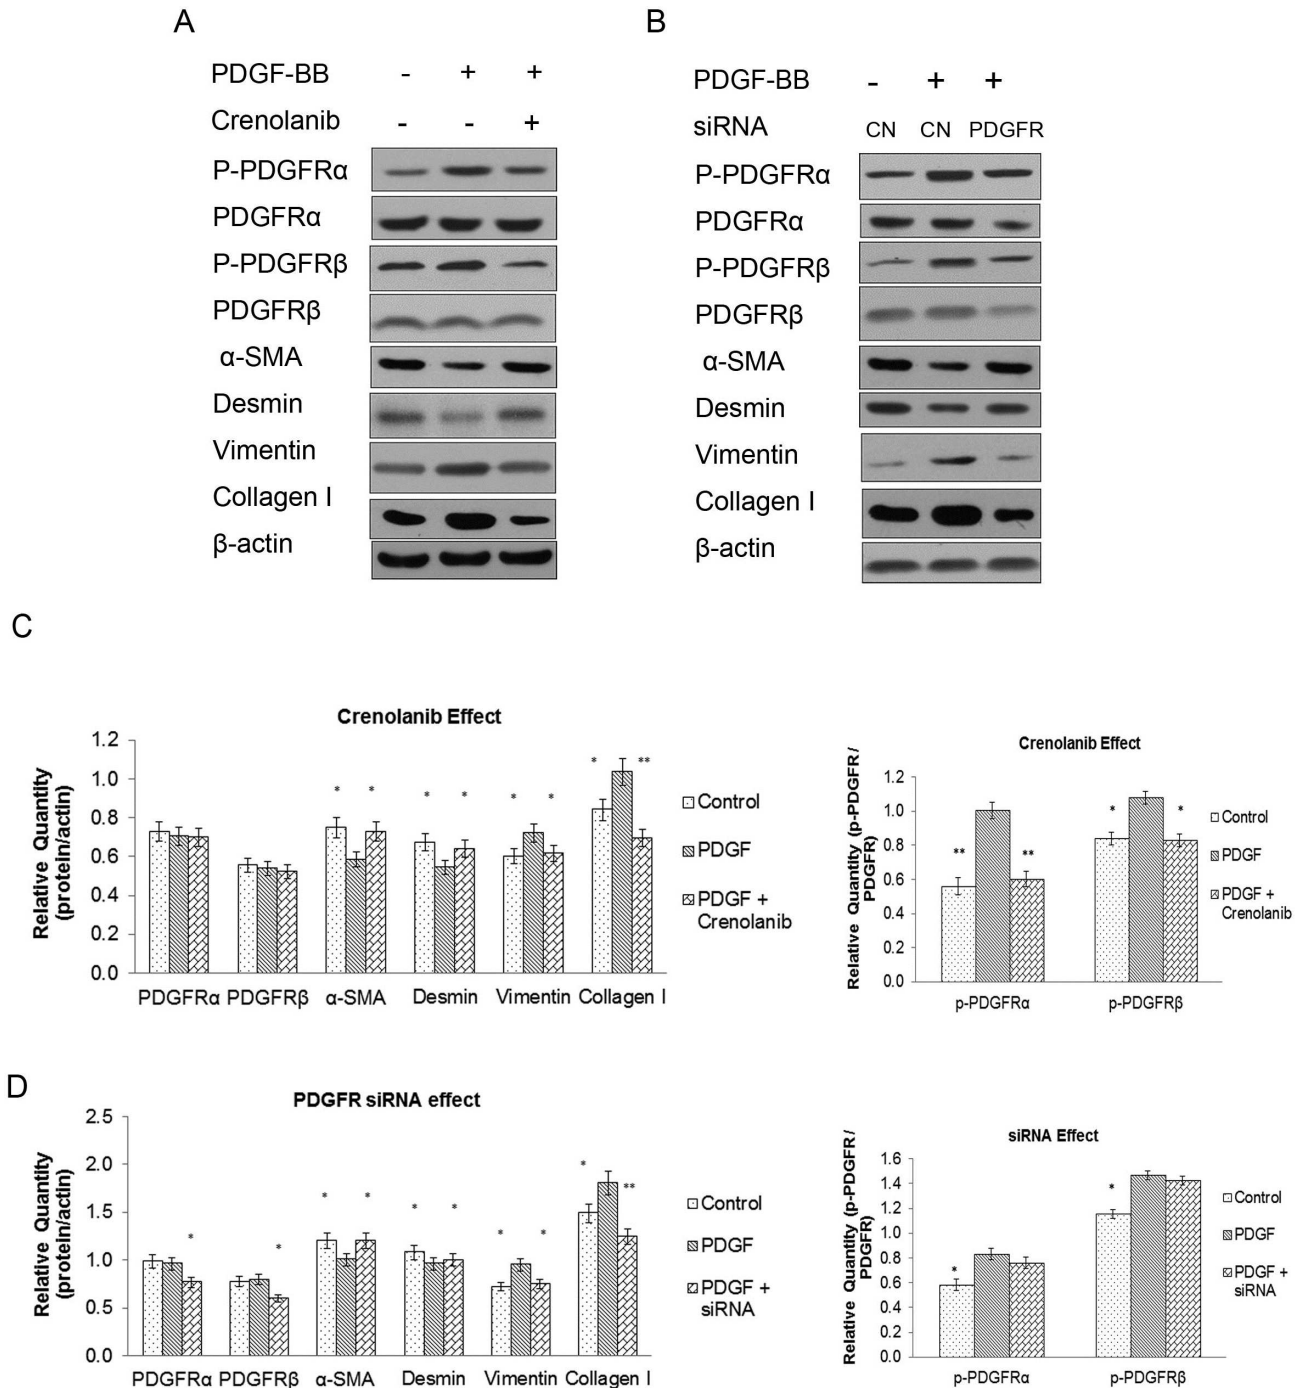 A
PDGF-BB - + +
Crenolanib - - +
P-PDGFRα
PDGFRα
P-PDGFRβ
PDGFRβ
α-SMA
Desmin
Vimentin
Collagen I
β-actin
B
PDGF-BB - + +
siRNA CN CN PDGFR
P-PDGFRα
PDGFRα
P-PDGFRβ
PDGFRβ
α-SMA
Desmin
Vimentin
Collagen I
β-actin
C
Crenolanib Effect
Relative Quantity
(protein/actin)
1.2
1.0
0.8
0.6
0.4
0.2
0.0
* * * * * * * **
PDGFRα PDGFRβ α-SMA Desmin Vimentin Collagen I
Control
PDGF
PDGF +
Crenolanib
Crenolanib Effect
Relative Quantity (p-PDGFR /
PDGFR)
1.2
1.0
0.8
0.6
0.4
0.2
0.0
** ** * *
p-PDGFRα p-PDGFRβ
Control
PDGF
PDGF +
Crenolanib
D
PDGFR siRNA effect
Relative Quantity
(protein/actin)
2.5
2.0
1.5
1.0
0.5
0.0
* * * * * * * * * **
PDGFRα PDGFRβ α-SMA Desmin Vimentin Collagen I
Control
PDGF
PDGF +
siRNA
siRNA Effect
Relative Quantity (p-PDGFR /
PDGFR)
1.6
1.4
1.2
1.0
0.8
0.6
0.4
0.2
0.0
* *
p-PDGFRα p-PDGFRβ
Control
PDGF
PDGF +
siRNA